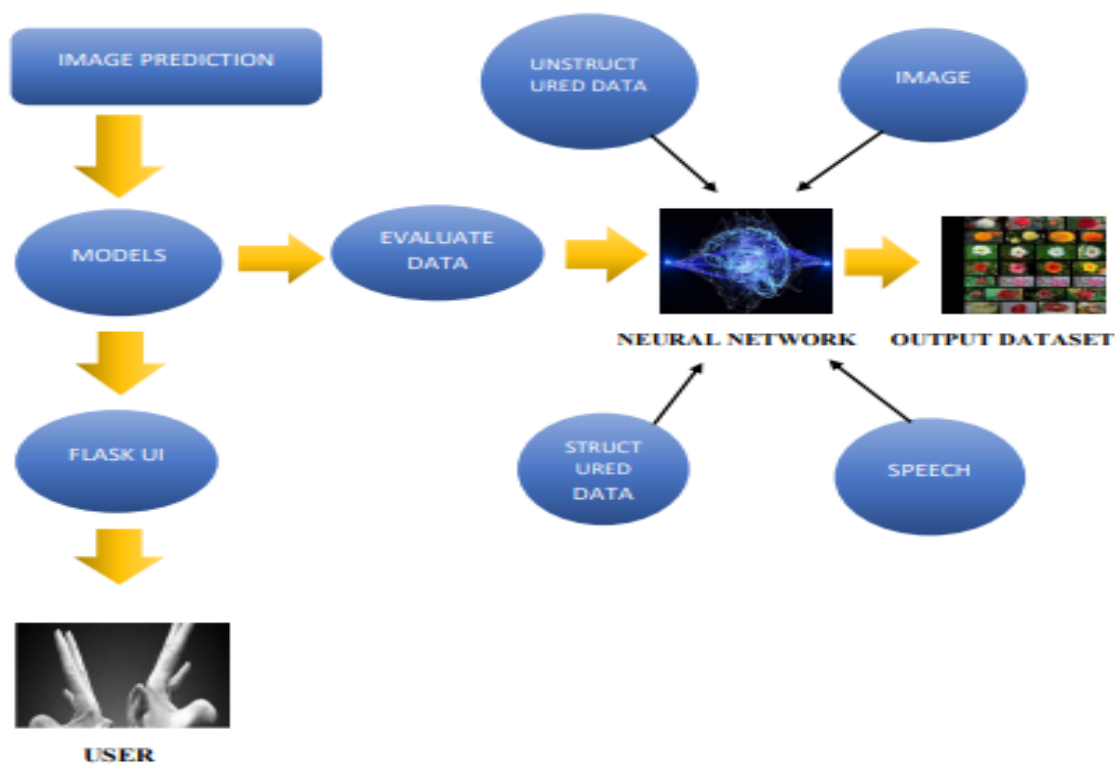 IMAGE PREDICTION
UNSTRUCT
URED DATA
IMAGE
MODELS
EVALUATE
DATA
NEURAL NETWORK
OUTPUT DATASET
FLASK UI
STRUCT
URED
DATA
SPEECH
USER